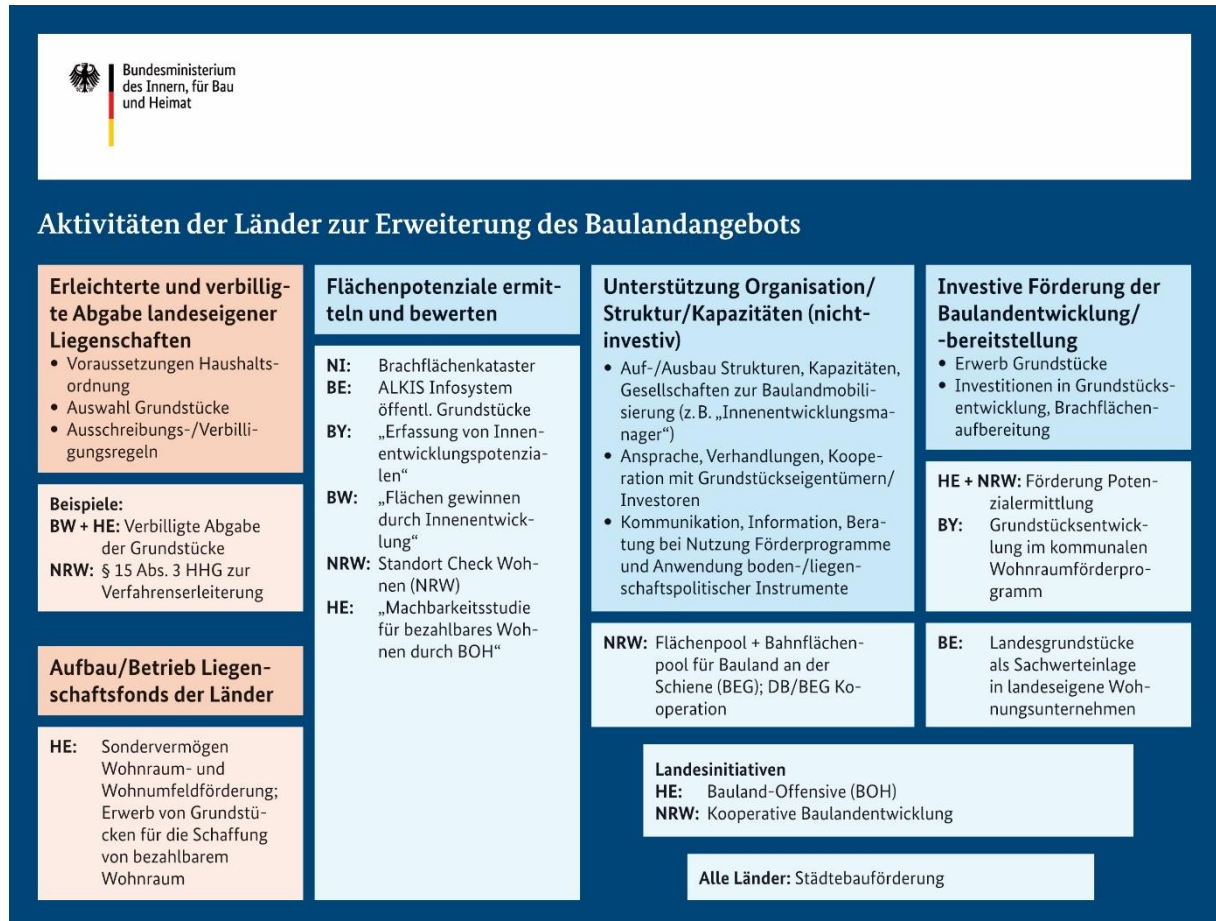 Bundesministerium
des Innern, für Bau
und Heimat
Aktivitäten der Länder zur Erweiterung des Baulandangebots
Erleichterte und verbillig-
te Abgabe landeseigener
Liegenschaften
• Voraussetzungen Haushalts-
ordnung
• Auswahl Grundstücke
• Ausschreibungs-/Verbilli-
gungsregeln
Beispiele:
BW + HE: Verbilligte Abgabe
der Grundstücke
NRW: § 15 Abs. 3 HHG zur
Verfahrenserleiterung
Aufbau/Betrieb Liegen-
schaftsfonds der Länder
HE: Sondervermögen
Wohnraum- und
Wohnumfeldförderung;
Erwerb von Grundstü-
cken für die Schaffung
von bezahlbarem
Wohnraum
Flächenpotenziale ermit-
teln und bewerten
NI: Brachflächenkataster
BE: ALKIS Infosystem
öffentl. Grundstücke
BY: „Erfassung von Innen-
entwicklungspotenzia-
len“
BW: „Flächen gewinnen
durch Innenentwick-
lung“
NRW: Standort Check Woh-
nen (NRW)
HE: „Machbarkeitsstudie
für bezahlbares Woh-
nen durch BOH“
Unterstützung Organisation/
Struktur/Kapazitäten (nicht-
investiv)
• Auf-/Ausbau Strukturen, Kapazitäten,
Gesellschaften zur Baulandmobili-
sierung (z. B. „Innenentwicklungsma-
nager“)
• Ansprache, Verhandlungen, Koope-
ration mit Grundstückseigentümern/
Investoren
• Kommunikation, Information, Bera-
tung bei Nutzung Förderprogramme
und Anwendung boden-/liegen-
schaftspolitischer Instrumente
NRW: Flächenpool + Bahnflächen-
pool für Bauland an der
Schiene (BEG); DB/BEG Ko-
operation
Investive Förderung der
Baulandentwicklung/
-bereitstellung
• Erwerb Grundstücke
• Investitionen in Grundstücks-
entwicklung, Brachflächen-
aufbereitung
HE + NRW: Förderung Poten-
zialermittlung
BY: Grundstücksentwick-
lung im kommunalen
Wohnraumförderpro-
gramm
BE: Landesgrundstücke
als Sachwerteinlage
in landeseigene Woh-
nungsunternehmen
Landesinitiativen
HE: Bauland-Offensive (BOH)
NRW: Kooperative Baulandentwicklung
Alle Länder: Städtebauförderung